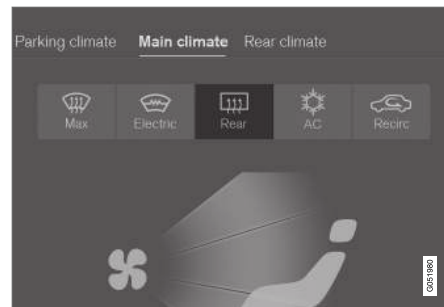 Parking climate Main climate Rear climate
Max Electric Rear AC Recirc
G051980